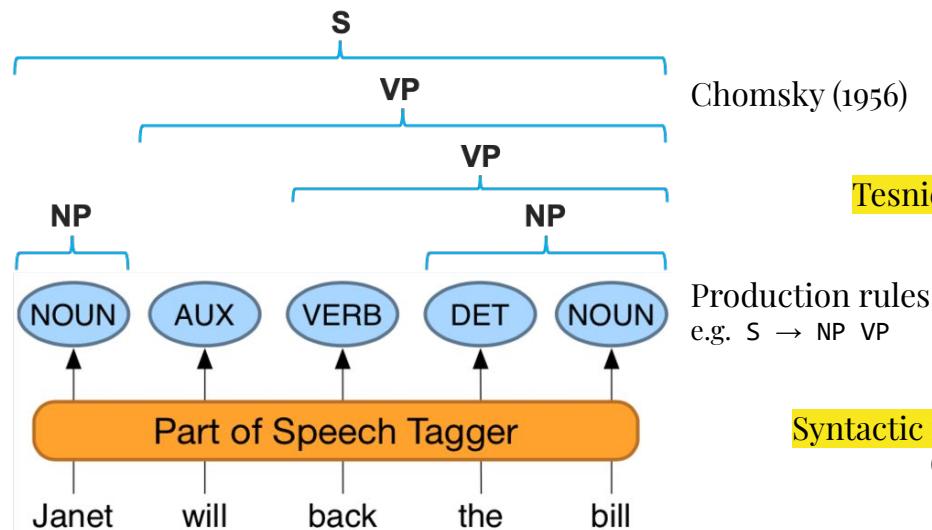 S
VP
Chomsky (1956)
VP
NP
NP
NOUN AUX VERB DET NOUN
Production rules
e.g. S → NP VP
Part of Speech Tagger
Syntactic
Janet will back the bill